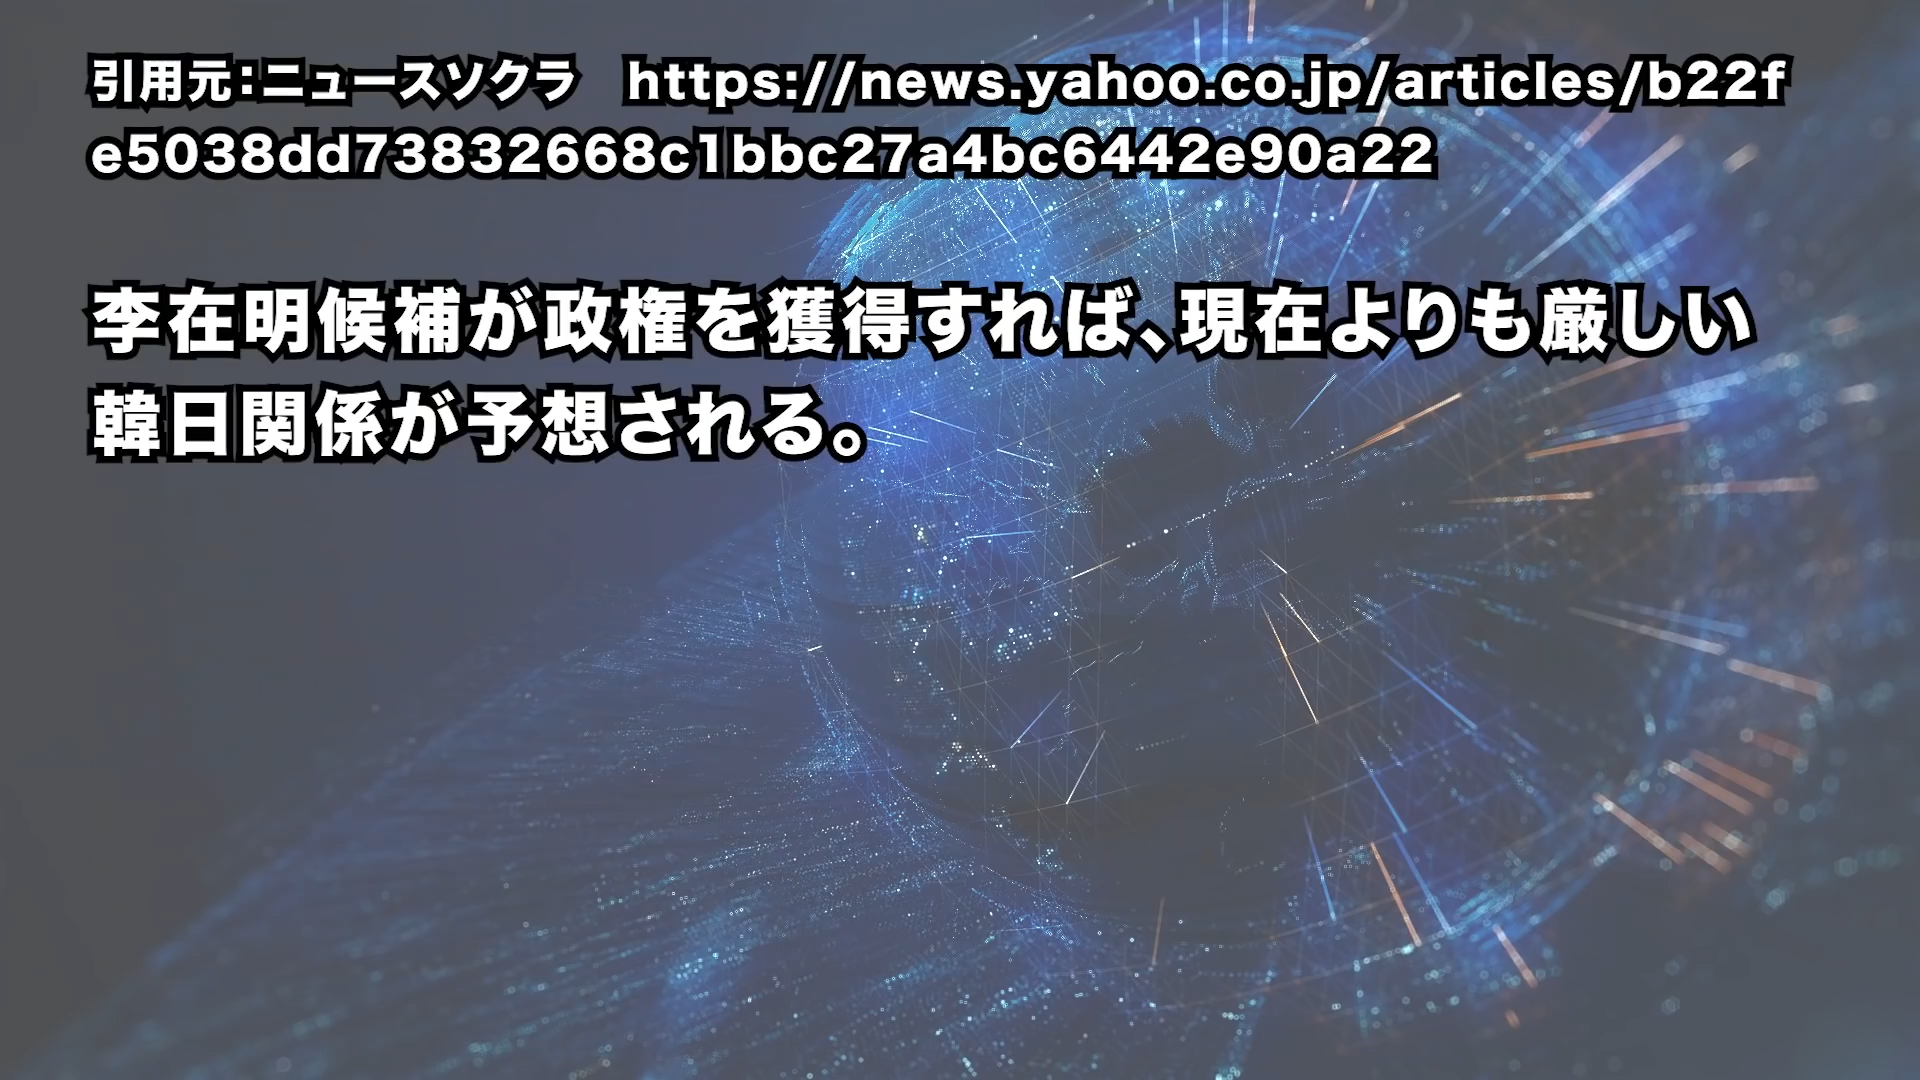 引用元：ニュースソクラ　https://news.yahoo.co.jp/articles/b22f
e5038dd73832668c1bbc27a4bc6442e90a22
李在明候補が政権を獲得すれば、現在よりも厳しい
韓日関係が予想される。